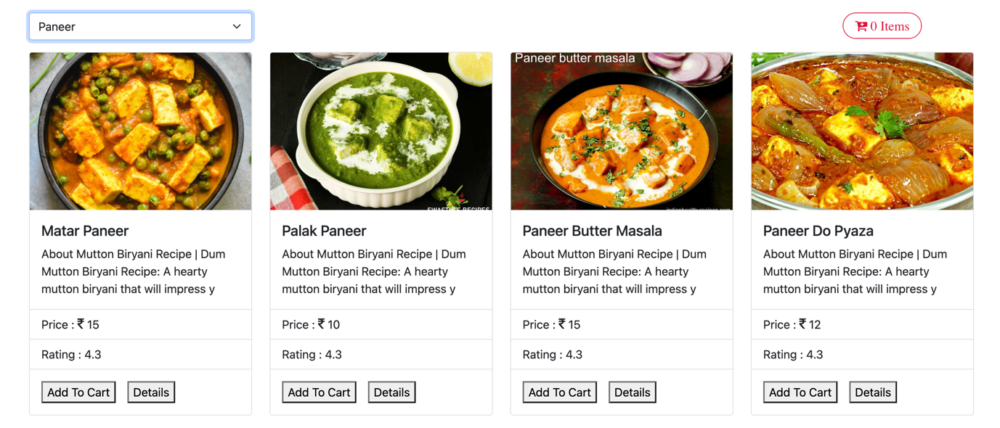 Paneer
0 Items
Paneer butter masala
SWASTHI'S RECIPES
indianhealthyrecipes.com
Matar Paneer
About Mutton Biryani Recipe | Dum
Mutton Biryani Recipe: A hearty
mutton biryani that will impress y
Price : ₹ 15
Rating : 4.3
Add To Cart
Details
Palak Paneer
About Mutton Biryani Recipe | Dum
Mutton Biryani Recipe: A hearty
mutton biryani that will impress y
Price : ₹ 10
Rating : 4.3
Add To Cart
Details
Paneer Butter Masala
About Mutton Biryani Recipe | Dum
Mutton Biryani Recipe: A hearty
mutton biryani that will impress y
Price : ₹ 15
Rating : 4.3
Add To Cart
Details
Paneer Do Pyaza
About Mutton Biryani Recipe | Dum
Mutton Biryani Recipe: A hearty
mutton biryani that will impress y
Price : ₹ 12
Rating : 4.3
Add To Cart
Details